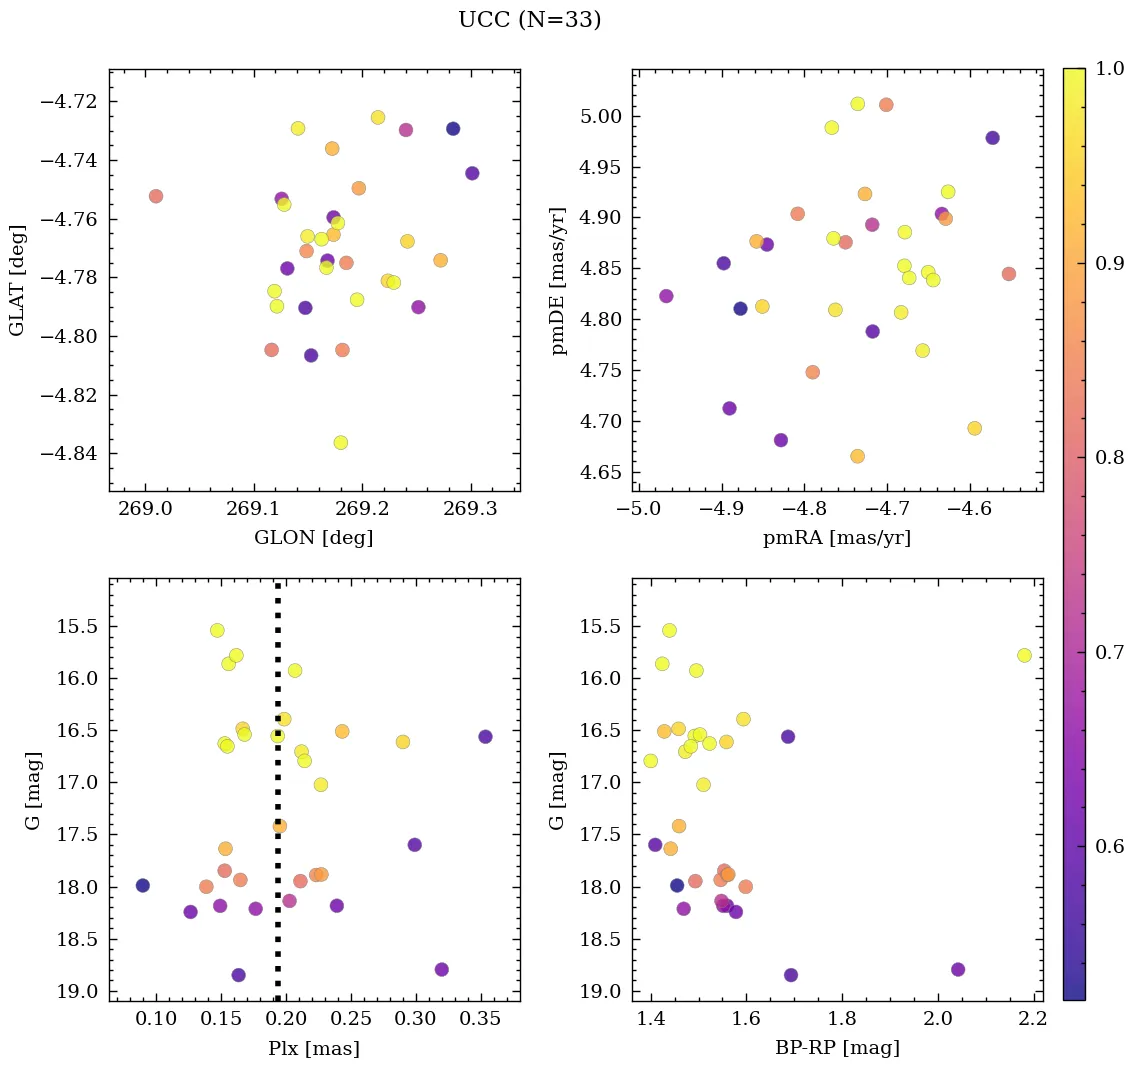 UCC (N=33)
−4.72
−4.74
−4.76
−4.78
−4.80
−4.82
−4.84
GLAT [deg]
269.0 269.1 269.2 269.3
GLON [deg]
5.00
4.95
4.90
4.85
4.80
4.75
4.70
4.65
pmDE [mas/yr]
−5.0 −4.9 −4.8 −4.7 −4.6
pmRA [mas/yr]
1.0
0.9
0.8
0.7
0.6
15.5
16.0
16.5
17.0
17.5
18.0
18.5
19.0
G [mag]
0.10 0.15 0.20 0.25 0.30 0.35
Plx [mas]
15.5
16.0
16.5
17.0
17.5
18.0
18.5
19.0
G [mag]
1.4 1.6 1.8 2.0 2.2
BP-RP [mag]